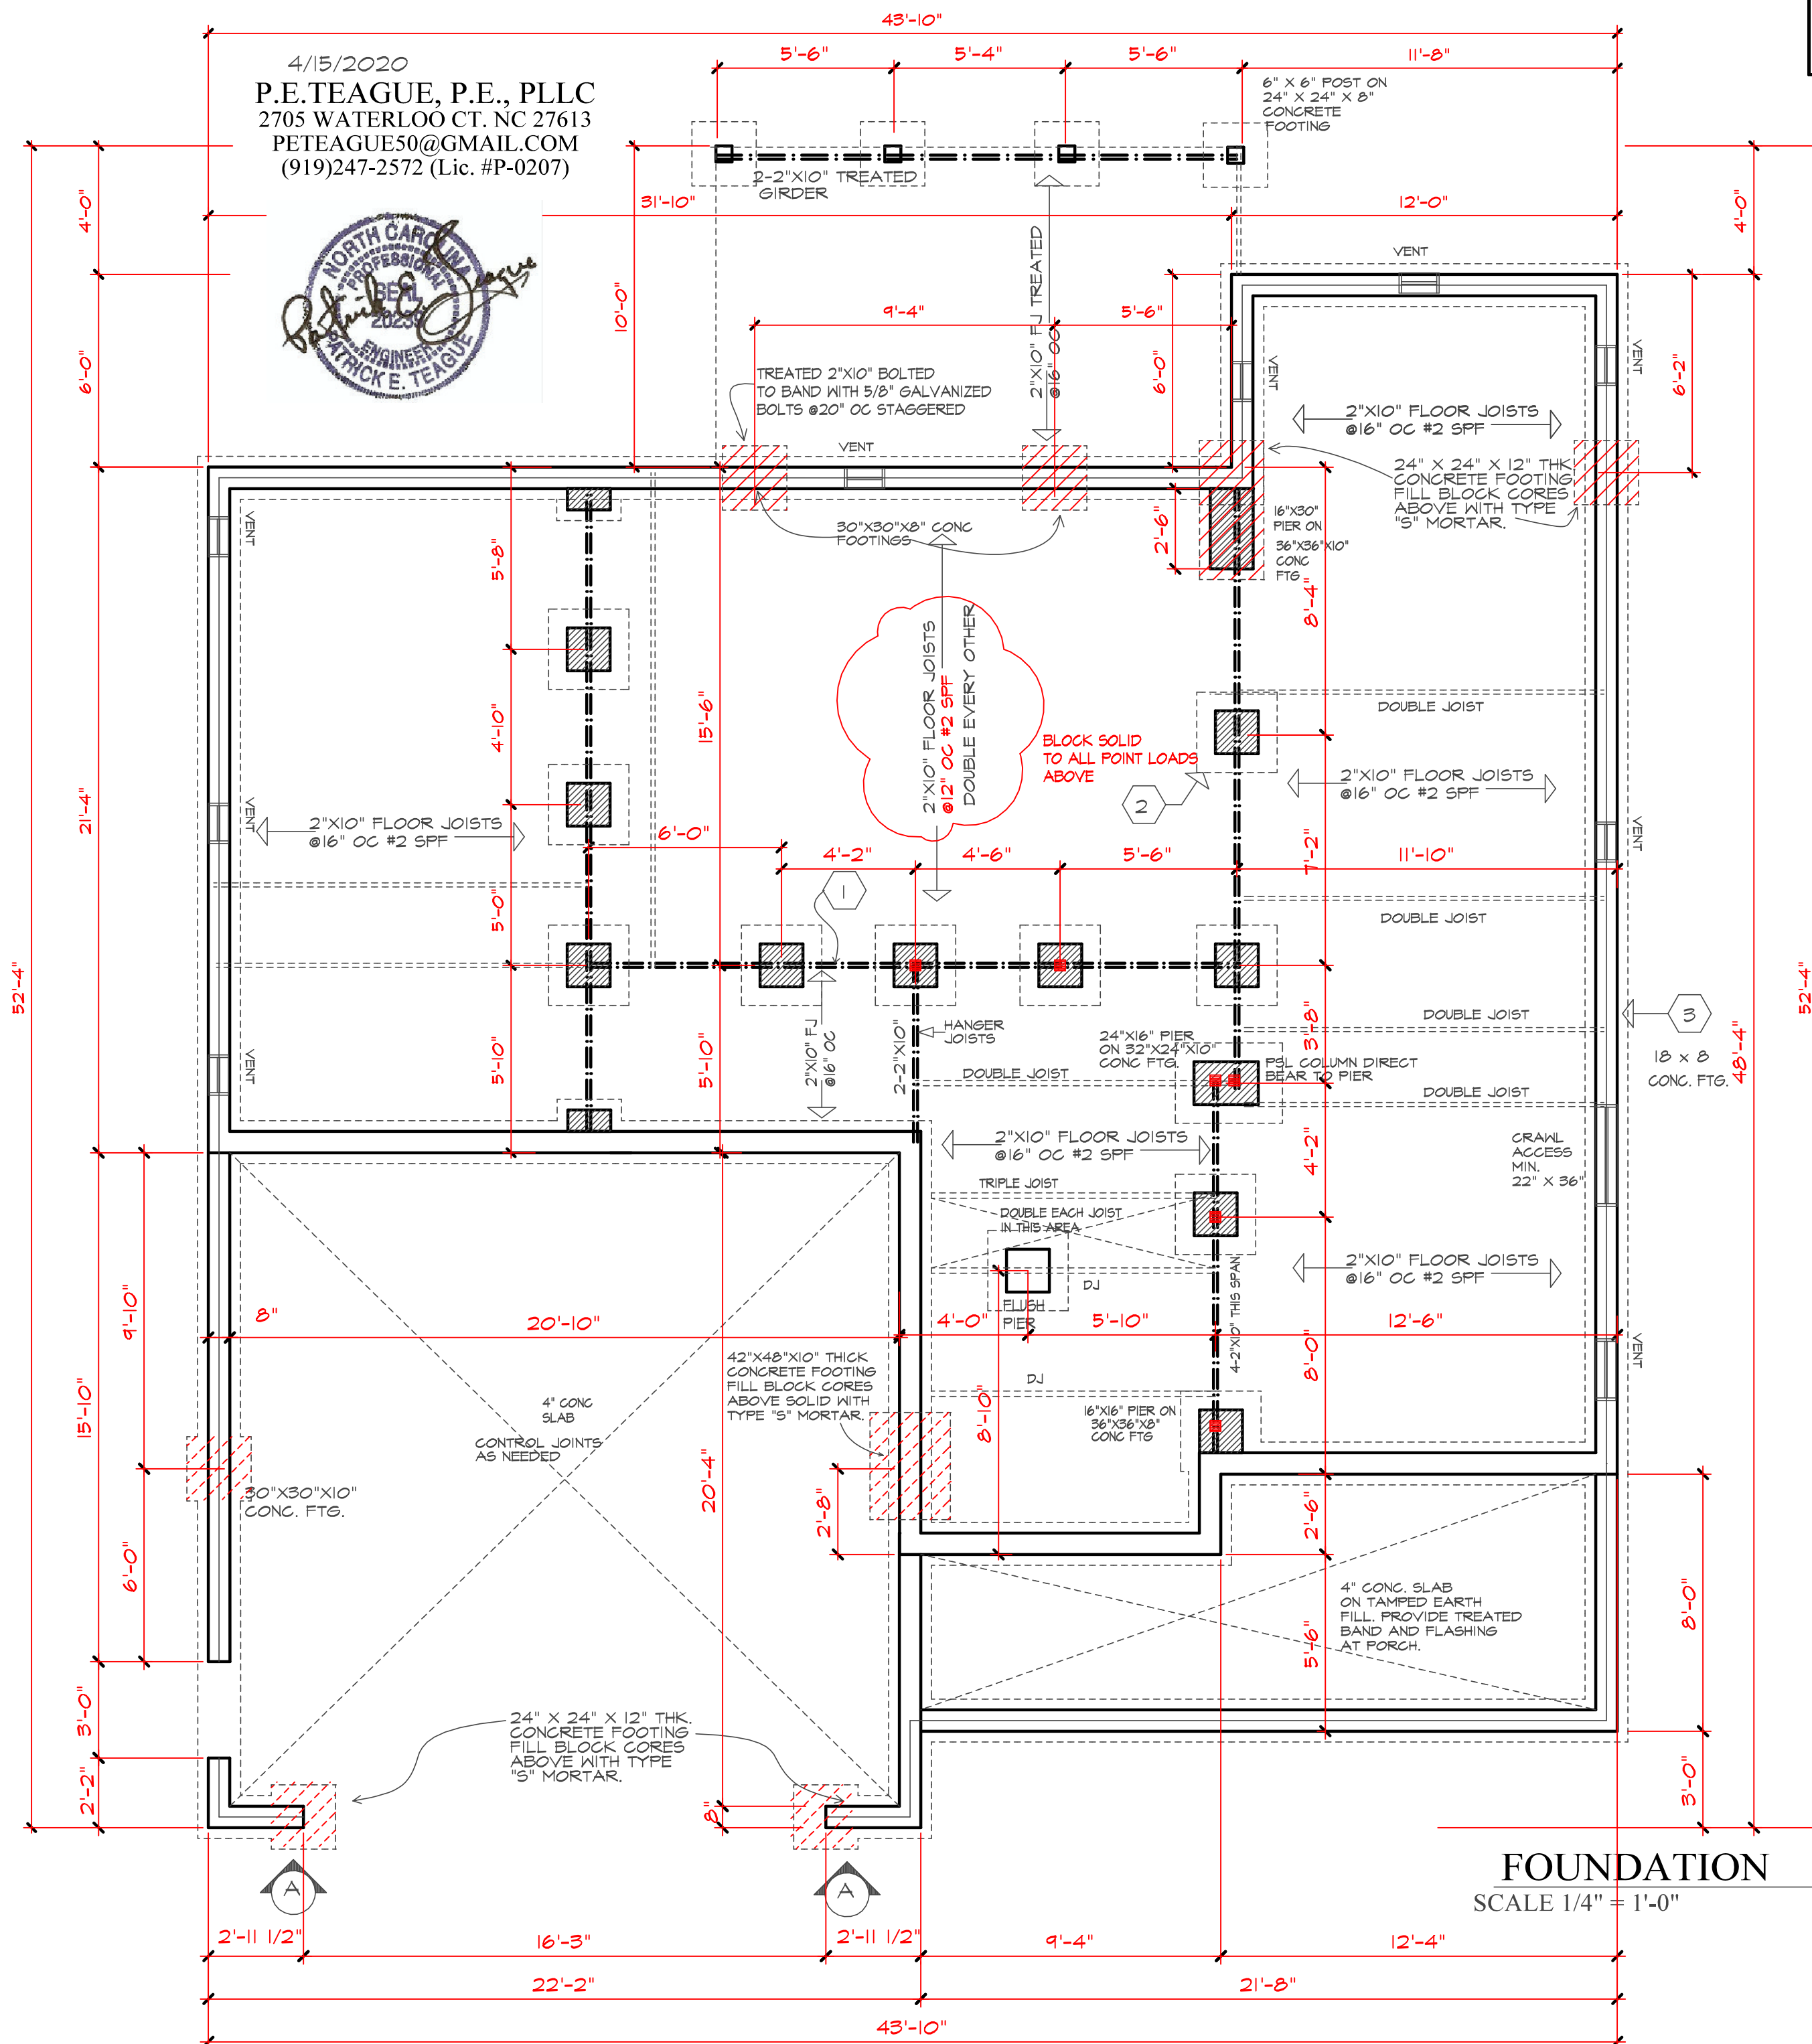 43'-10"
4/15/2020
P.E.TEAGUE, P.E., PLLC
2705 WATERLOO CT. NC 27613
PETEAGUE50@GMAIL.COM
(919)247-2572 (Lic. #P-0207)
NORTH CAROLINA
PROFESSIONAL
SEAL
ENGINEER
PATRICK E. TEAGUE
5'-6"
5'-4"
5'-6"
11'-8"
6" X 6" POST ON
24" X 24" X 8"
CONCRETE
FOOTING
2-2"X10" TREATED
GIRDER
31'-10"
12'-0"
4'-0"
4'-0"
10'-0"
6'-0"
2"X10" FJ TREATED
@16" OC
VENT
9'-4"
5'-6"
6'-0"
VENT
VENT
6'-2"
TREATED 2"X10" BOLTED
TO BAND WITH 5/8" GALVANIZED
BOLTS @20" OC STAGGERED
VENT
2"X10" FLOOR JOISTS
@16" OC #2 SPF
24" X 24" X 12" THK
CONCRETE FOOTING
FILL BLOCK CORES
ABOVE WITH TYPE
"S" MORTAR.
30"X30"X8" CONC
FOOTINGS
2'-6"
16"X30"
PIER ON
36"X36"X10"
CONC
FTG
VENT
5'-8"
8'-4"
2"X10" FLOOR JOISTS
@12" OC #2 SPF
DOUBLE EVERY OTHER
4'-10"
15'-6"
BLOCK SOLID
TO ALL POINT LOADS
ABOVE
DOUBLE JOIST
2"X10" FLOOR JOISTS
@16" OC #2 SPF
2
21'-4"
VENT
2"X10" FLOOR JOISTS
@16" OC #2 SPF
6'-0"
4'-2"
4'-6"
5'-6"
7'-2"
11'-10"
VENT
1
5'-0"
DOUBLE JOIST
52'-4"
52'-4"
48'-4"
VENT
5'-10"
5'-10"
2"X10" FJ
@16" OC
2-2"X10"
HANGER
JOISTS
24"X16" PIER
ON 32"X24"X10"
CONC FTG.
3'-8"
DOUBLE JOIST
3
18 x 8
CONC. FTG.
PSL COLUMN DIRECT
BEAR TO PIER
DOUBLE JOIST
DOUBLE JOIST
2"X10" FLOOR JOISTS
@16" OC #2 SPF
4'-2"
CRAWL
ACCESS
MIN.
22" X 36"
TRIPLE JOIST
DOUBLE EACH JOIST
IN THIS AREA
2"X10" FLOOR JOISTS
@16" OC #2 SPF
DJ
FLUSH
PIER
4-2"X10" THIS SPAN
9'-10"
8"
20'-10"
4'-0"
5'-10"
8'-0"
12'-6"
VENT
42"X48"X10" THICK
CONCRETE FOOTING
FILL BLOCK CORES
ABOVE SOLID WITH
TYPE "S" MORTAR.
DJ
15'-10"
4" CONC
SLAB
CONTROL JOINTS
AS NEEDED
8'-10"
16"X16" PIER ON
36"X36"X8"
CONC FTG
30"X30"X10"
CONC. FTG.
20'-4"
2'-8"
2'-6"
6'-0"
4" CONC. SLAB
ON TAMPED EARTH
FILL. PROVIDE TREATED
BAND AND FLASHING
AT PORCH.
5'-6"
8'-0"
3'-0"
24" X 24" X 12" THK.
CONCRETE FOOTING
FILL BLOCK CORES
ABOVE WITH TYPE
"S" MORTAR.
2'-2"
8"
3'-0"
A
A
FOUNDATION
SCALE 1/4" = 1'-0"
2'-11 1/2"
16'-3"
2'-11 1/2"
9'-4"
12'-4"
22'-2"
21'-8"
43'-10"